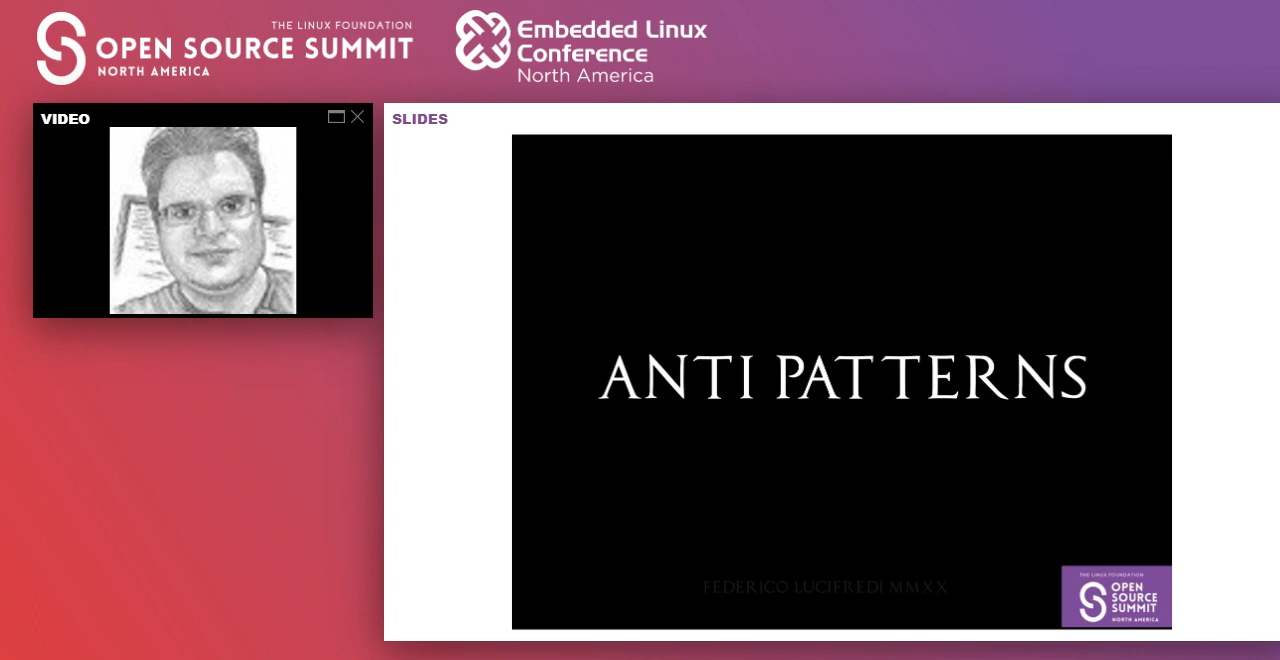 THE LINUX FOUNDATION
OPEN SOURCE SUMMIT
NORTH AMERICA
Embedded Linux
Conference
North America
VIDEO
SLIDES
ANTI PATTERNS
FEDERICO LUCIFREDI MMXX
THE LINUX FOUNDATION
OPEN
SOURCE
SUMMIT
NORTH AMERICA